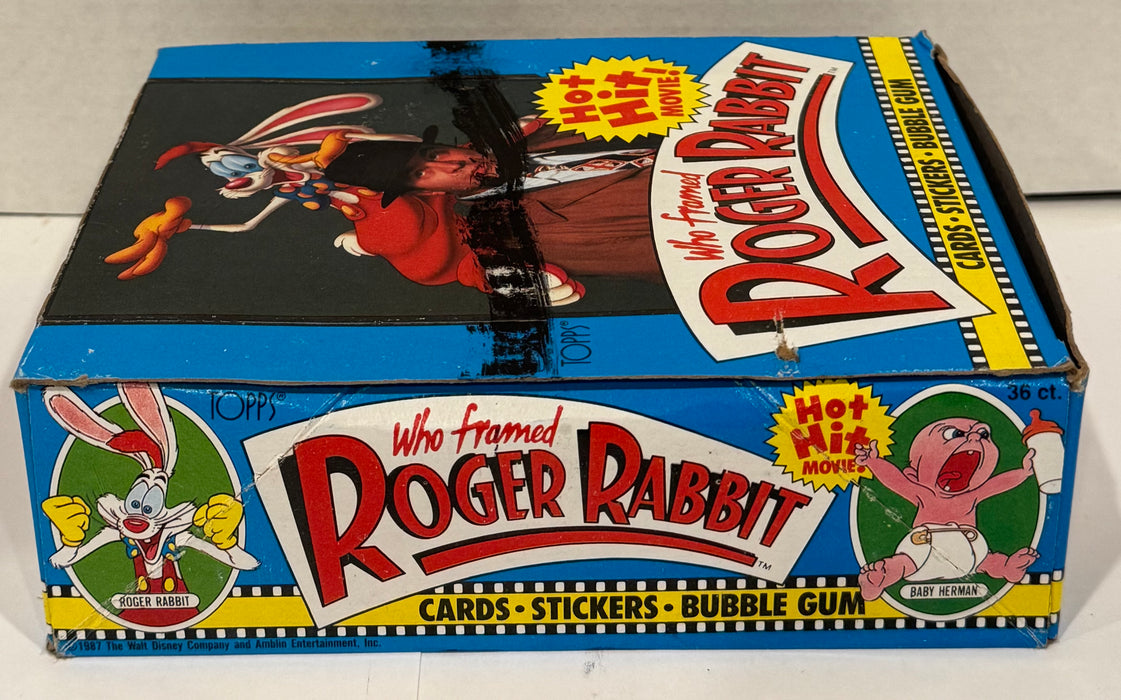 Hot
Hit
MOVIE!
Who framed
ROGER RABBIT
TM
CARDS • STICKERS • BUBBLE GUM
TOPPS®
TOPPS®
Who framed
ROGER RABBIT
TM
Hot
Hit
MOVIE!
36 ct.
ROGER RABBIT
BABY HERMAN
CARDS • STICKERS • BUBBLE GUM
©1987 The Walt Disney Company and Amblin Entertainment, Inc.